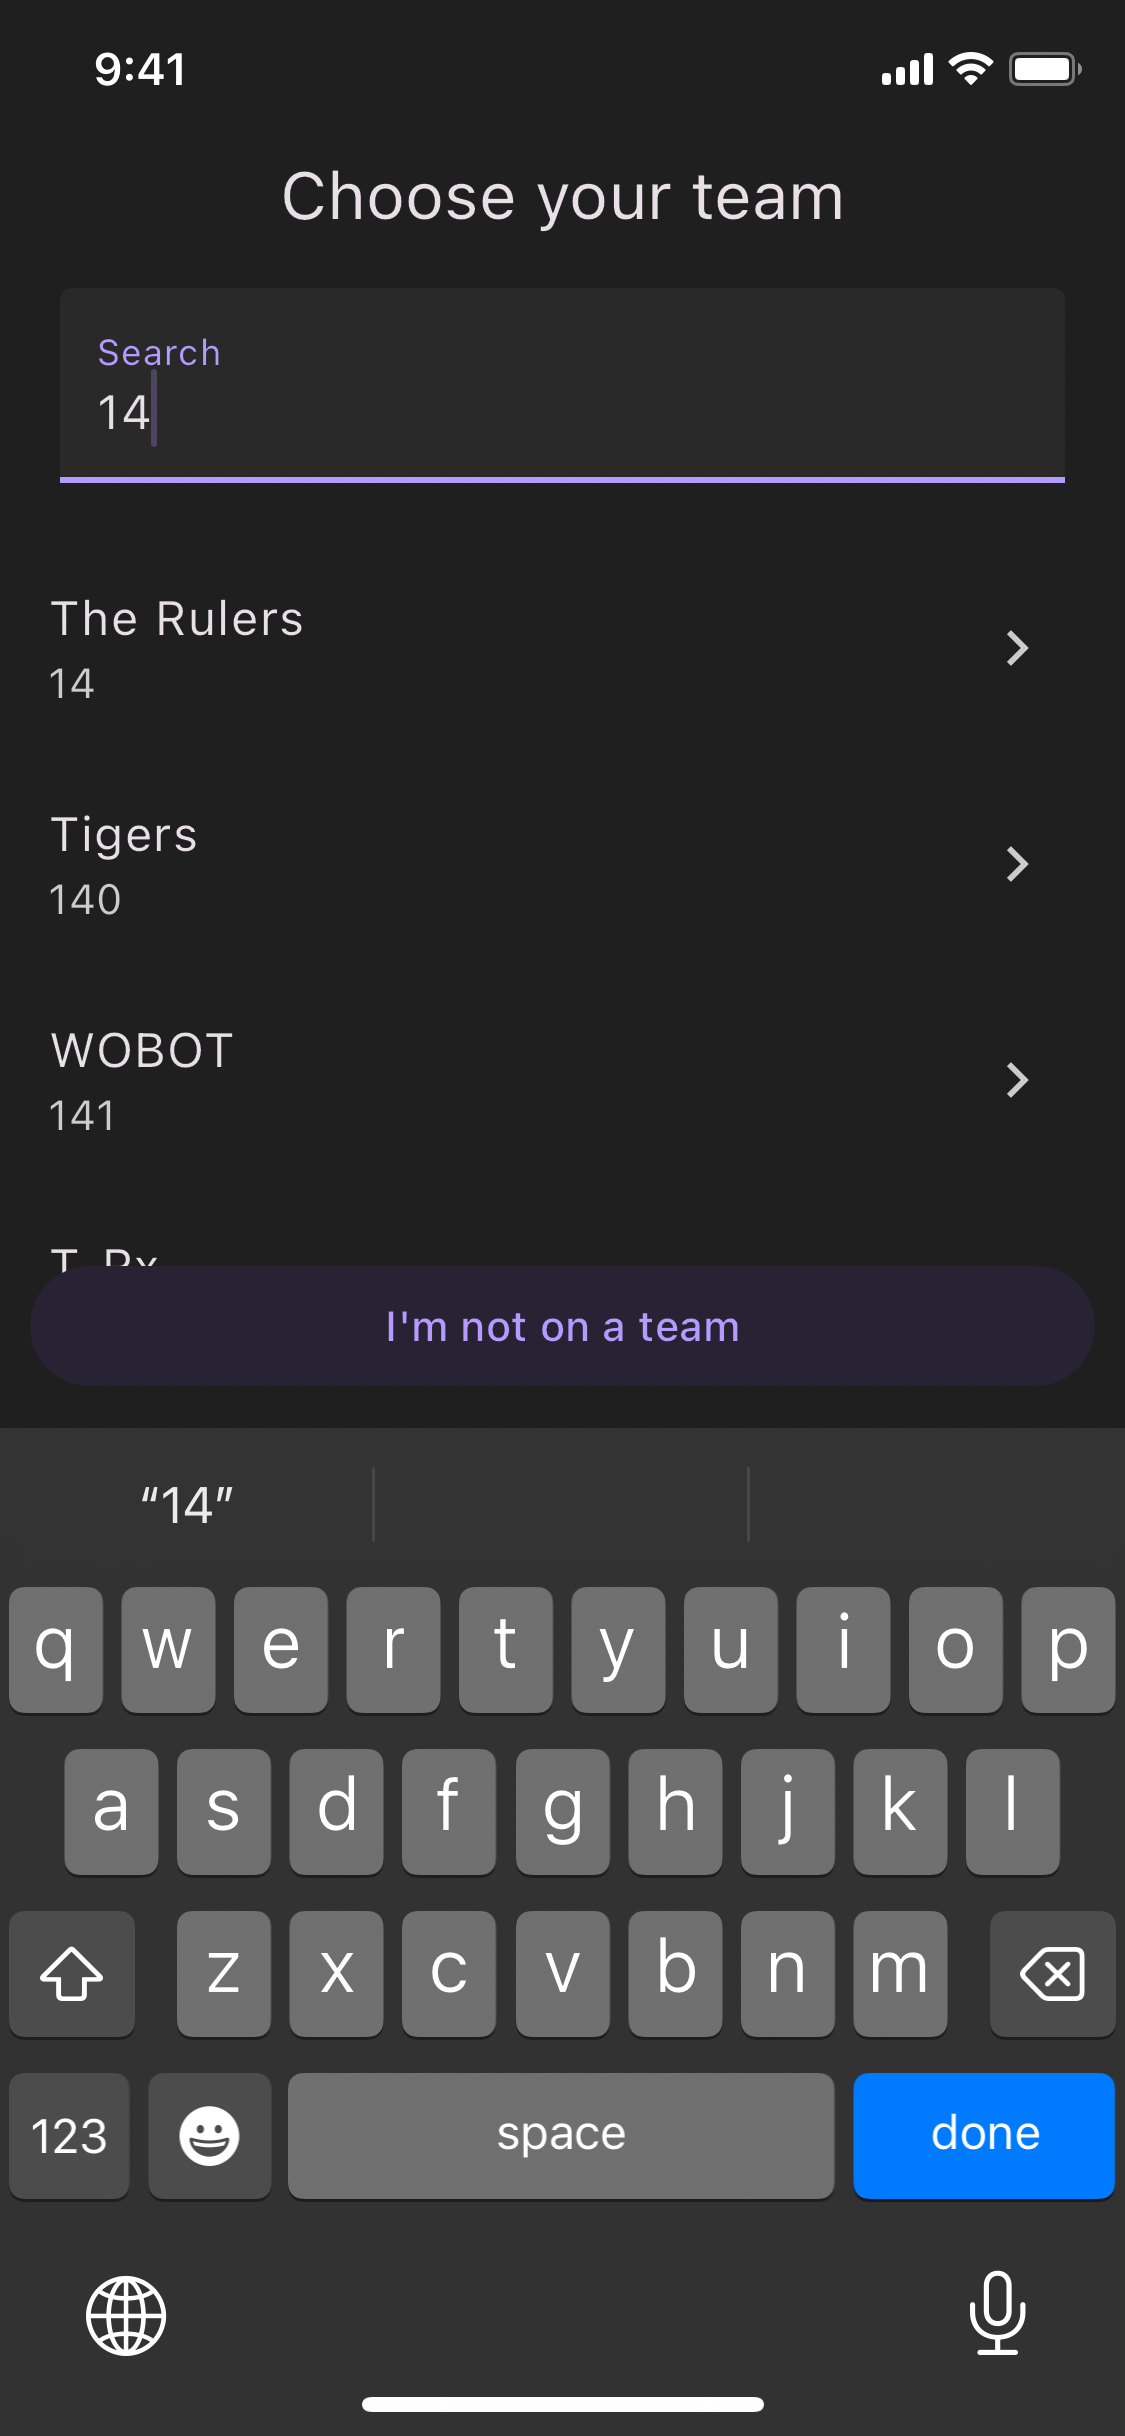 9:41
Choose your team
Search
14
The Rulers
14
Tigers
140
WOBOT
141
I'm not on a team
“14”
q w e r t y u i o p
a s d f g h j k l
z x c v b n m
123 space done